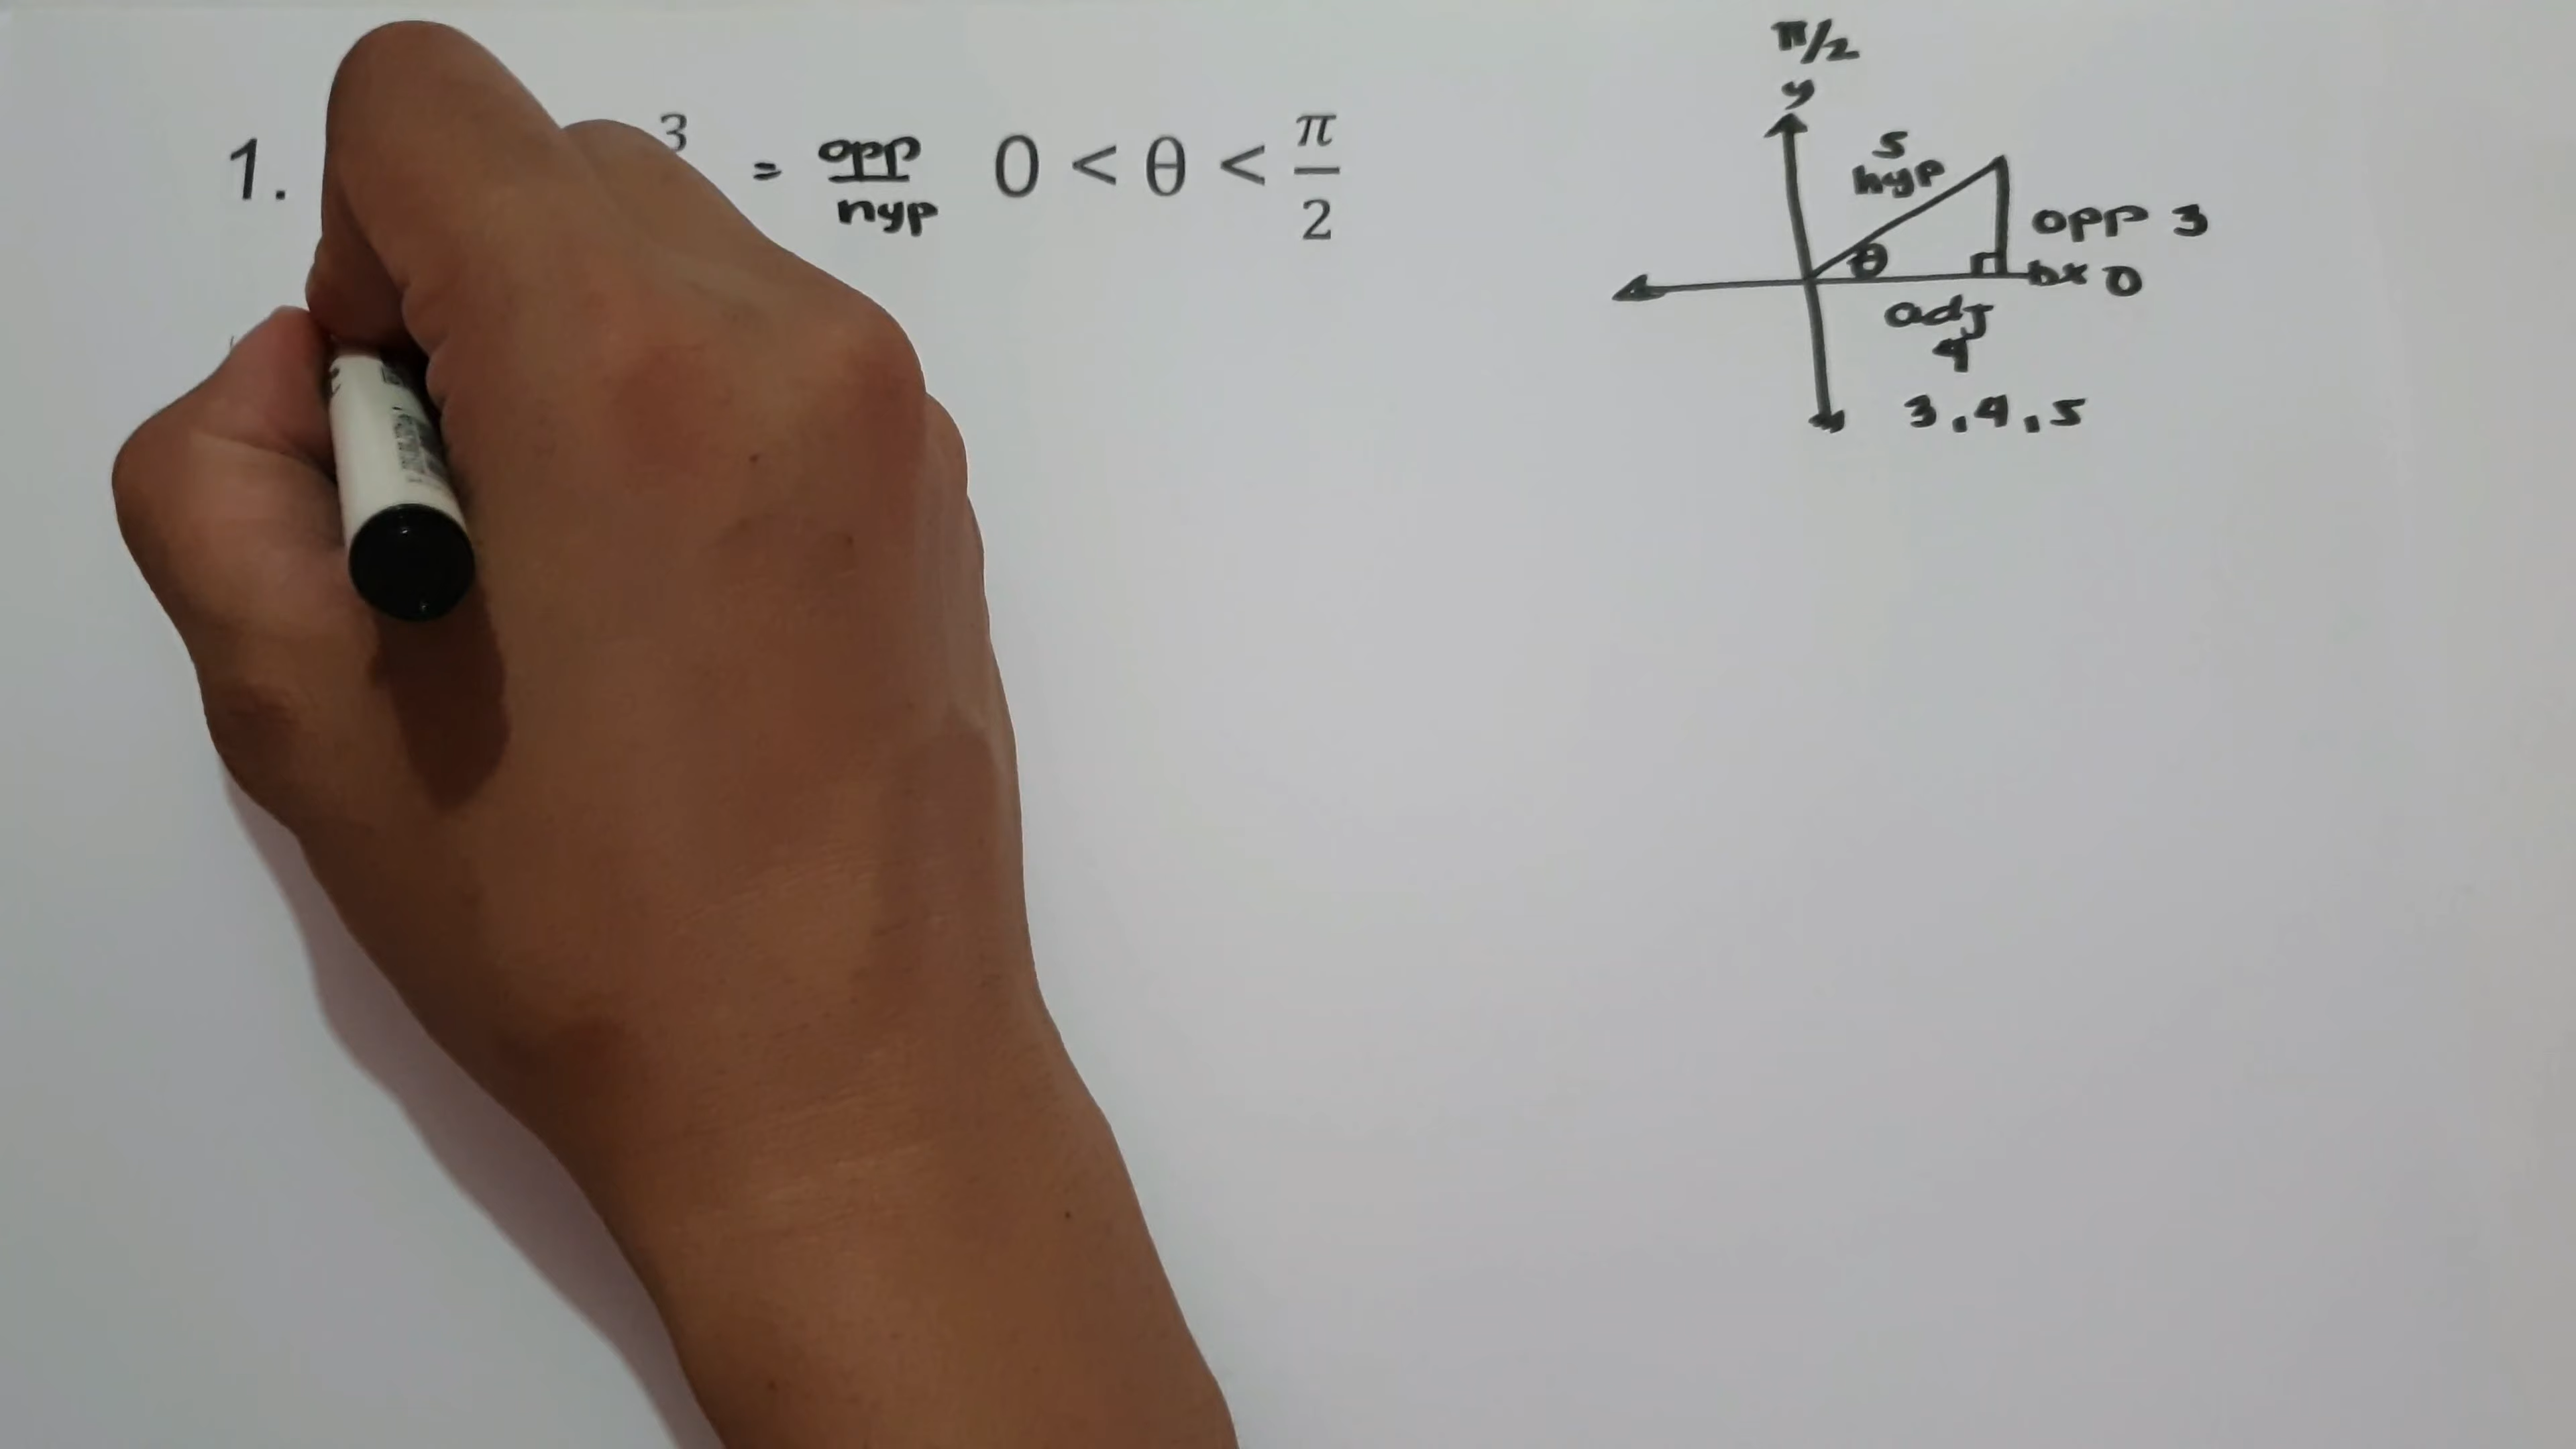 1. 3 = opp/hyp 0 < θ < π/2
π/2
y
5
hyp
opp 3
θ
x 0
adj
4
3,4,5